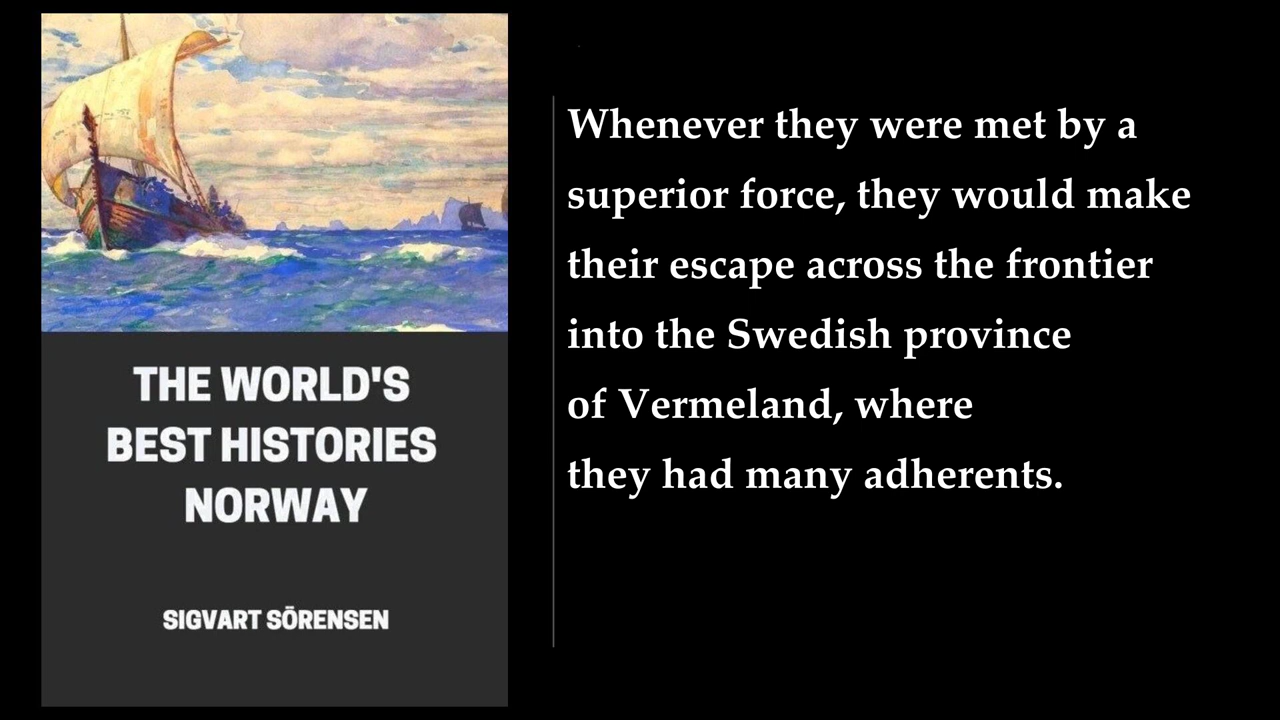 THE WORLD'S
BEST HISTORIES
NORWAY
SIGVART SÖRENSEN
Whenever they were met by a
superior force, they would make
their escape across the frontier
into the Swedish province
of Vermeland, where
they had many adherents.